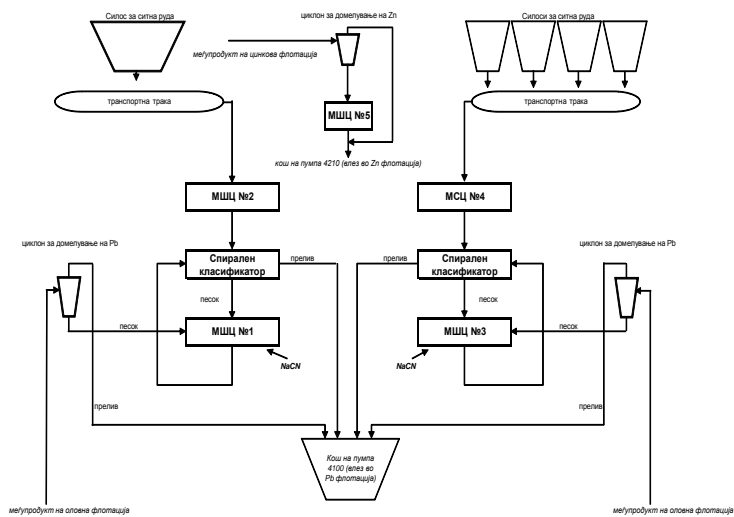 Силос за ситна руда
циклон за домелување на Zn
Силоси за ситна руда
меѓупродукт на цинкова флотација
транспортна трака
МШЦ №5
транспортна трака
кош на пумпа 4210 (влез во Zn флотација)
МШЦ №2
МСЦ №4
циклон за домелување на Pb
циклон за домелување на Pb
Спирален
класификатор
прелив
прелив
Спирален
класификатор
песок
песок
песок
МШЦ №1
МШЦ №3
песок
NaCN
NaCN
прелив
прелив
Кош на пумпа
4100 (влез во
Pb флотација)
меѓупродукт на оловна флотација
меѓупродукт на оловна флотација